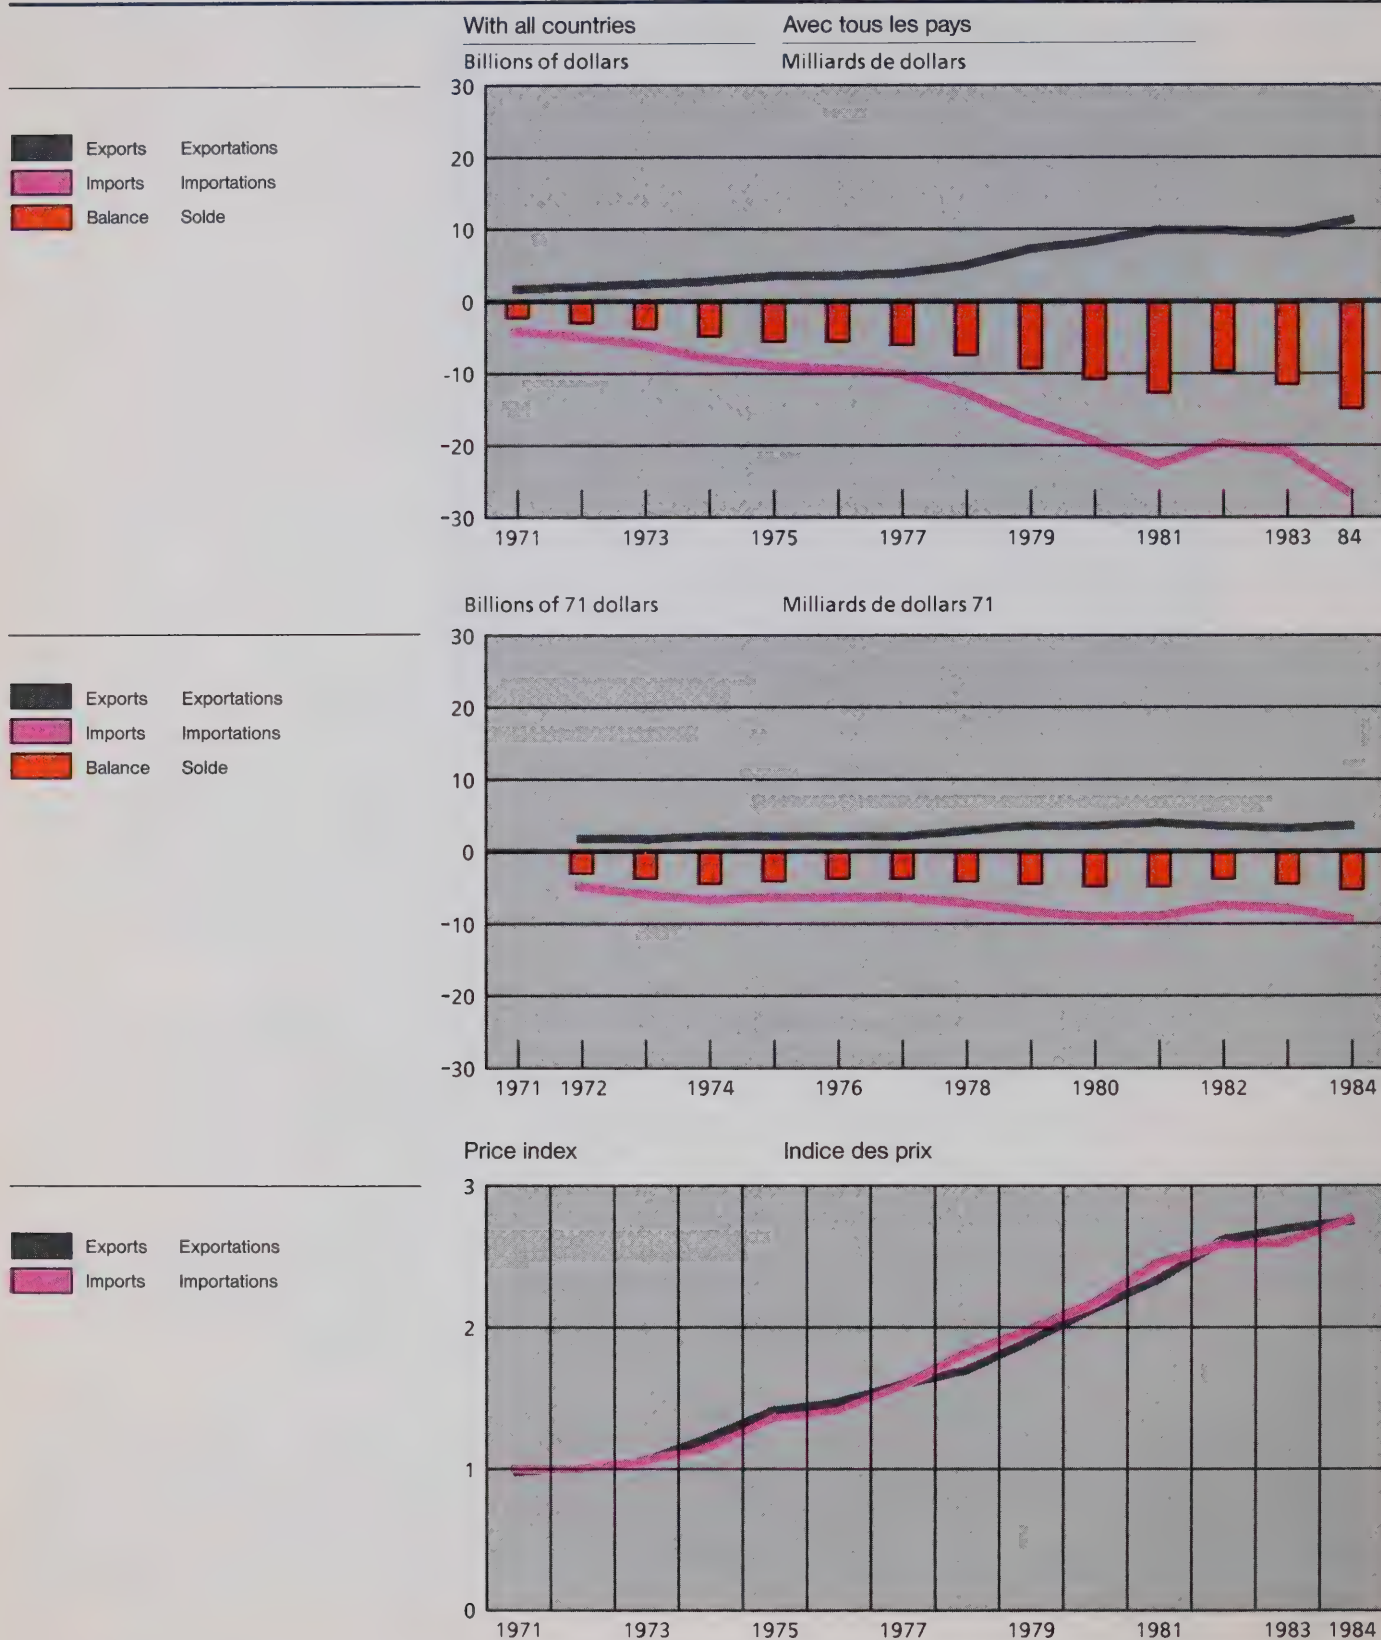 With all countries Avec tous les pays
Billions of dollars Milliards de dollars
Exports Exportations
Imports Importations
Balance Solde
30
20
10
0
-10
-20
-30
1971 1973 1975 1977 1979 1981 1983 84
Billions of 71 dollars Milliards de dollars 71
Exports Exportations
Imports Importations
Balance Solde
30
20
10
0
-10
-20
-30
1971 1972 1974 1976 1978 1980 1982 1984
Price index Indice des prix
Exports Exportations
Imports Importations
3
2
1
0
1971 1973 1975 1977 1979 1981 1983 1984